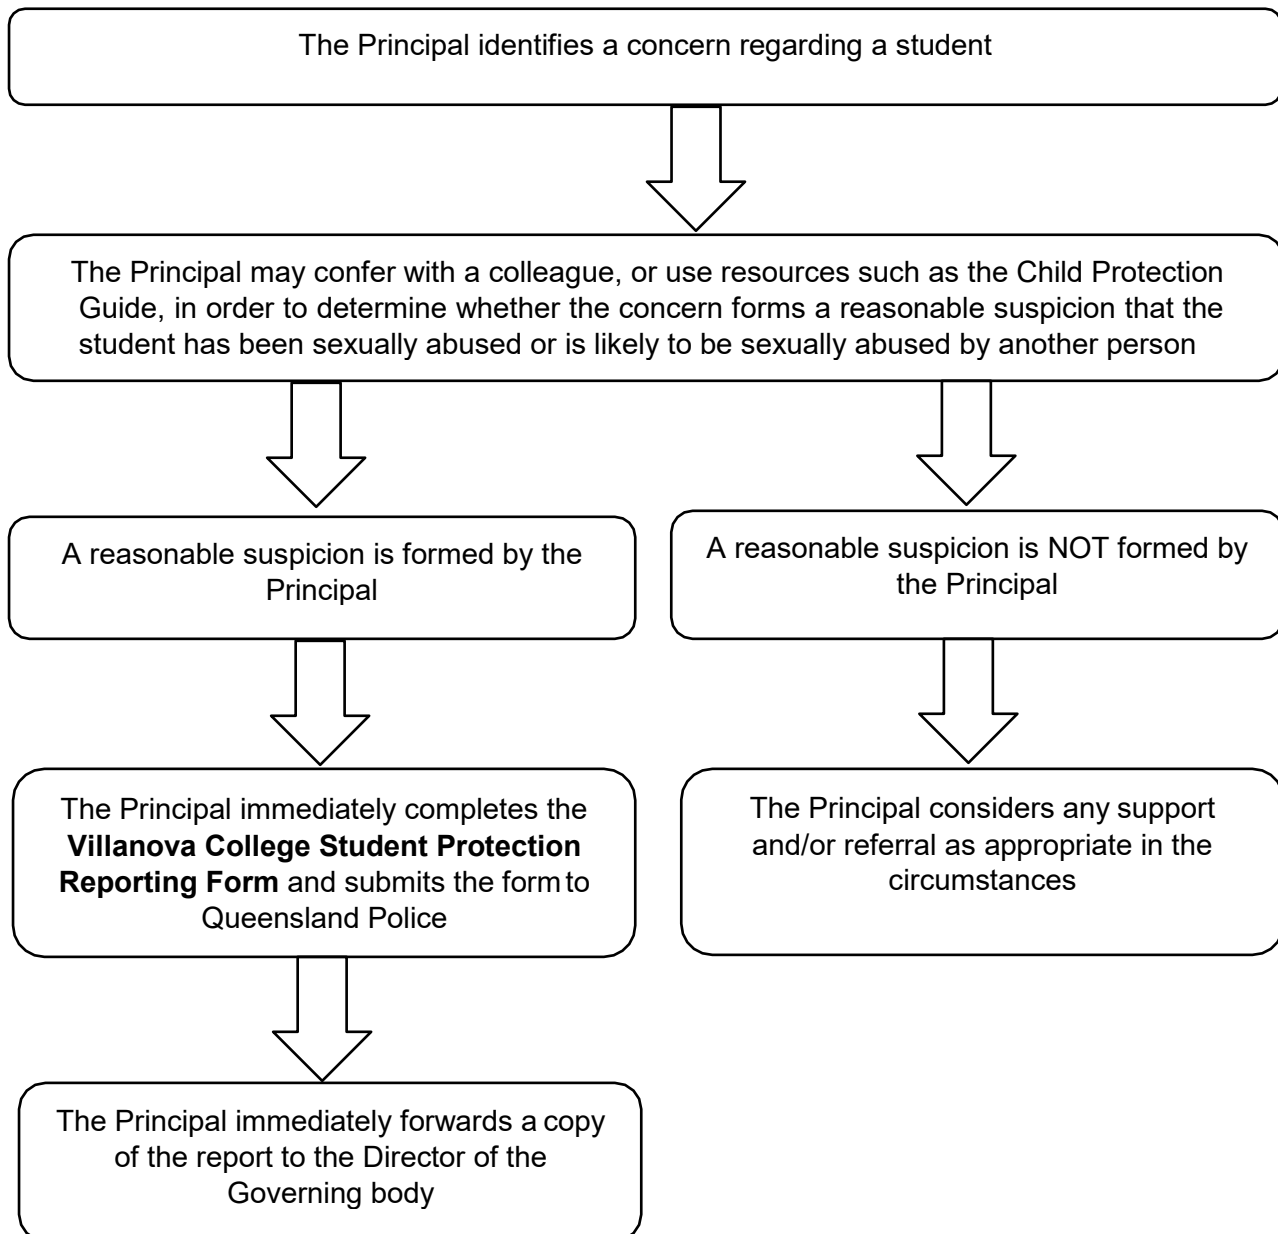 The Principal identifies a concern regarding a student
The Principal may confer with a colleague, or use resources such as the Child Protection
Guide, in order to determine whether the concern forms a reasonable suspicion that the
student has been sexually abused or is likely to be sexually abused by another person
A reasonable suspicion is formed by the
Principal
A reasonable suspicion is NOT formed by
the Principal
The Principal immediately completes the
Villanova College Student Protection
Reporting Form and submits the form to
Queensland Police
The Principal considers any support
and/or referral as appropriate in the
circumstances
The Principal immediately forwards a copy
of the report to the Director of the
Governing body